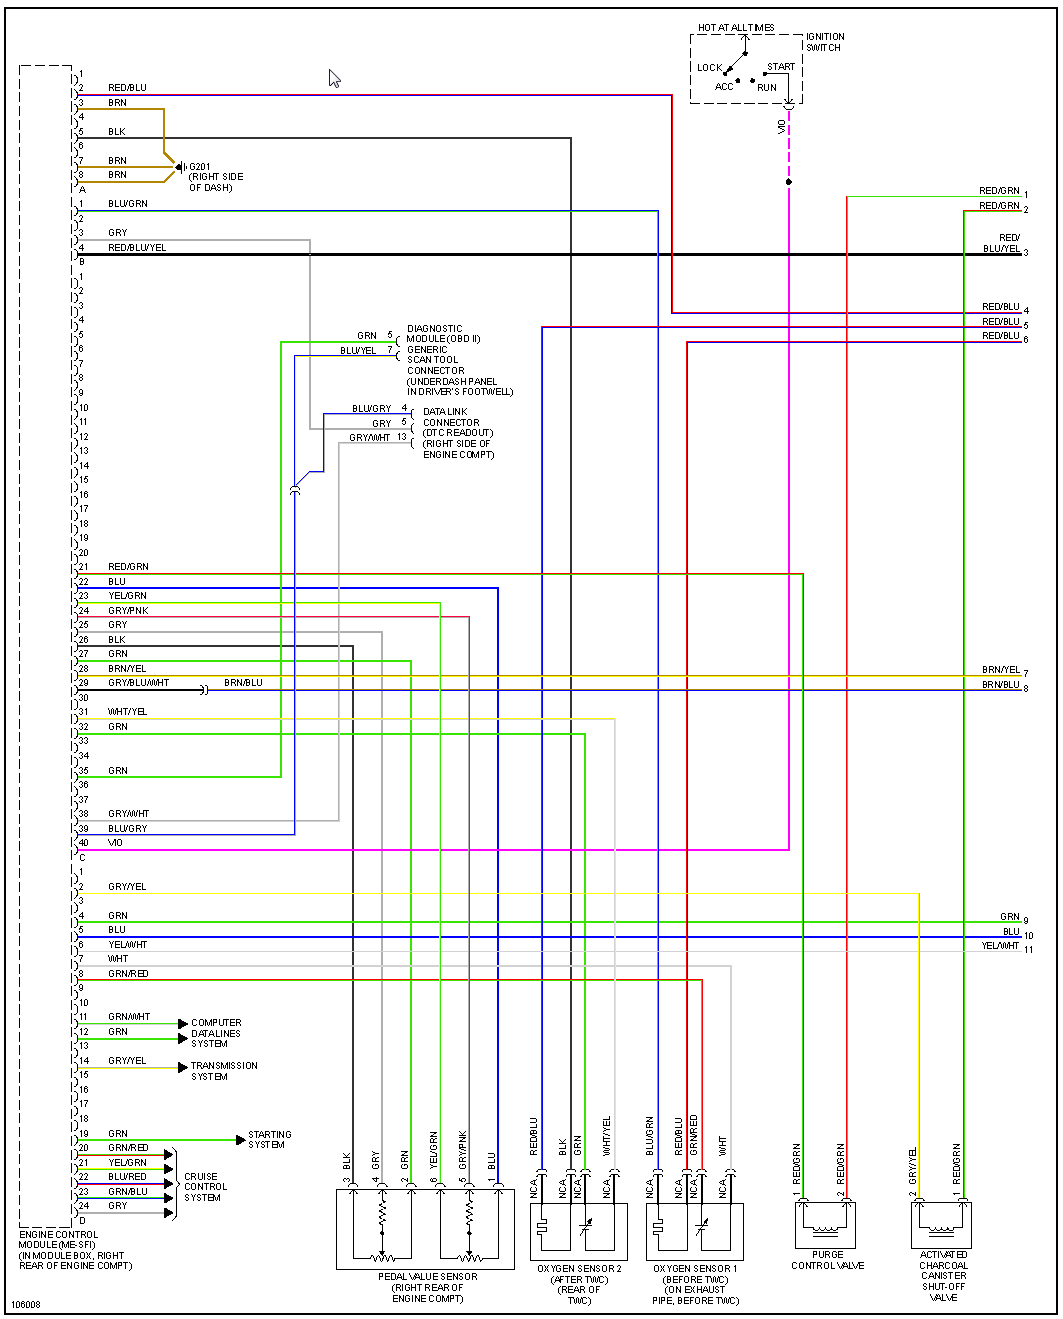 HOT AT ALL TIMES
IGNITION
SWITCH
LOCK
START
ACC
RUN
VIO
1
2 RED/BLU
3 BRN
4
5 BLK
6
7 BRN
8 BRN
A
G201
(RIGHT SIDE
OF DASH)
1 BLU/GRN
2
3 GRY
4 RED/BLU/YEL
B
RED/GRN 1
RED/GRN 2
RED/
BLU/YEL 3
RED/BLU 4
RED/BLU 5
RED/BLU 6
1
2
3
4
5
6
7
8
9
10
11
12
13
14
15
16
17
18
19
20
GRN 5
BLU/YEL 7
DIAGNOSTIC
MODULE (OBD II)
GENERIC
SCAN TOOL
CONNECTOR
(UNDERDASH PANEL
IN DRIVER'S FOOTWELL)
BLU/GRY 4
GRY 5
GRY/WHT 13
DATA LINK
CONNECTOR
(DTC READOUT)
(RIGHT SIDE OF
ENGINE COMPT)
21 RED/GRN
22 BLU
23 YEL/GRN
24 GRY/PNK
25 GRY
26 BLK
27 GRN
28 BRN/YEL
29 GRY/BLU/WHT BRN/BLU
30
31 WHT/YEL
32 GRN
33
34
35 GRN
36
37
38 GRY/WHT
39 BLU/GRY
40 VIO
C
BRN/YEL 7
BRN/BLU 8
1
2 GRY/YEL
3
4 GRN
5 BLU
6 YEL/WHT
7 WHT
8 GRN/RED
9
10
11 GRN/WHT
12 GRN
13
14 GRY/YEL
15
16
17
18
19 GRN
20 GRN/RED
21 YEL/GRN
22 BLU/RED
23 GRN/BLU
24 GRY
D
GRN 9
BLU 10
YEL/WHT 11
COMPUTER
DATA LINES
SYSTEM
TRANSMISSION
SYSTEM
STARTING
SYSTEM
CRUISE
CONTROL
SYSTEM
ENGINE CONTROL
MODULE (ME-SFI)
(IN MODULE BOX, RIGHT
REAR OF ENGINE COMPT)
3 BLK
4 GRY
2 GRN
6 YEL/GRN
5 GRY/PNK
1 BLU
PEDAL VALUE SENSOR
(RIGHT REAR OF
ENGINE COMPT)
NCA RED/BLU
NCA BLK
NCA GRN
NCA WHT/YEL
OXYGEN SENSOR 2
(AFTER TWC)
(REAR OF
TWC)
NCA BLU/GRN
NCA RED/BLU
NCA GRN/RED
NCA WHT
OXYGEN SENSOR 1
(BEFORE TWC)
(ON EXHAUST
PIPE, BEFORE TWC)
1 RED/GRN
2 RED/GRN
PURGE
CONTROL VALVE
2 GRY/YEL
1 RED/GRN
ACTIVATED
CHARCOAL
CANISTER
SHUT-OFF
VALVE
106008